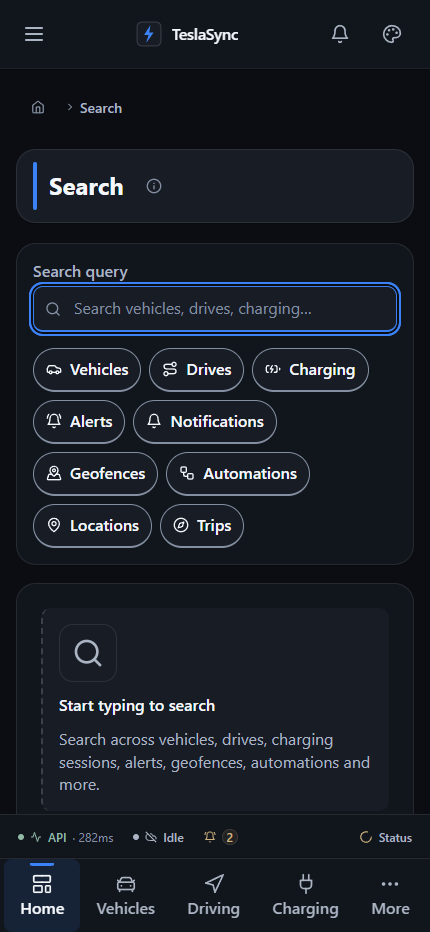 TeslaSync
Search
Search
Search query
Search vehicles, drives, charging...
Vehicles
Drives
Charging
Alerts
Notifications
Geofences
Automations
Locations
Trips
Start typing to search
Search across vehicles, drives, charging
sessions, alerts, geofences, automations and
more.
API · 282ms
Idle
2
Status
Home
Vehicles
Driving
Charging
More